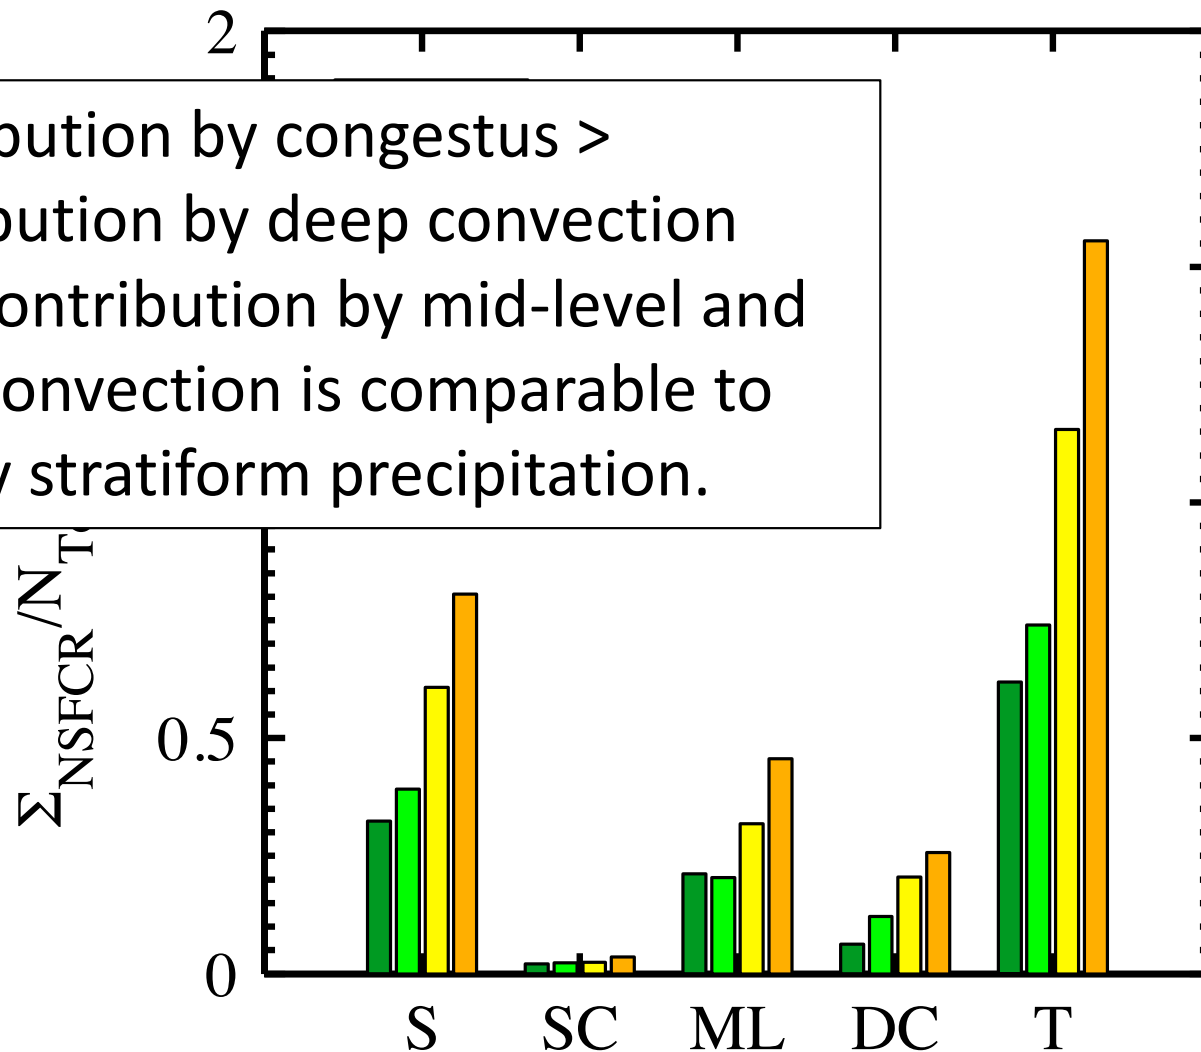 2
bution by congestus >
bution by deep convection
ontribution by mid-level and
onvection is comparable to
y stratiform precipitation.
Σ NSFCR /N
0.5
0
S SC ML DC T